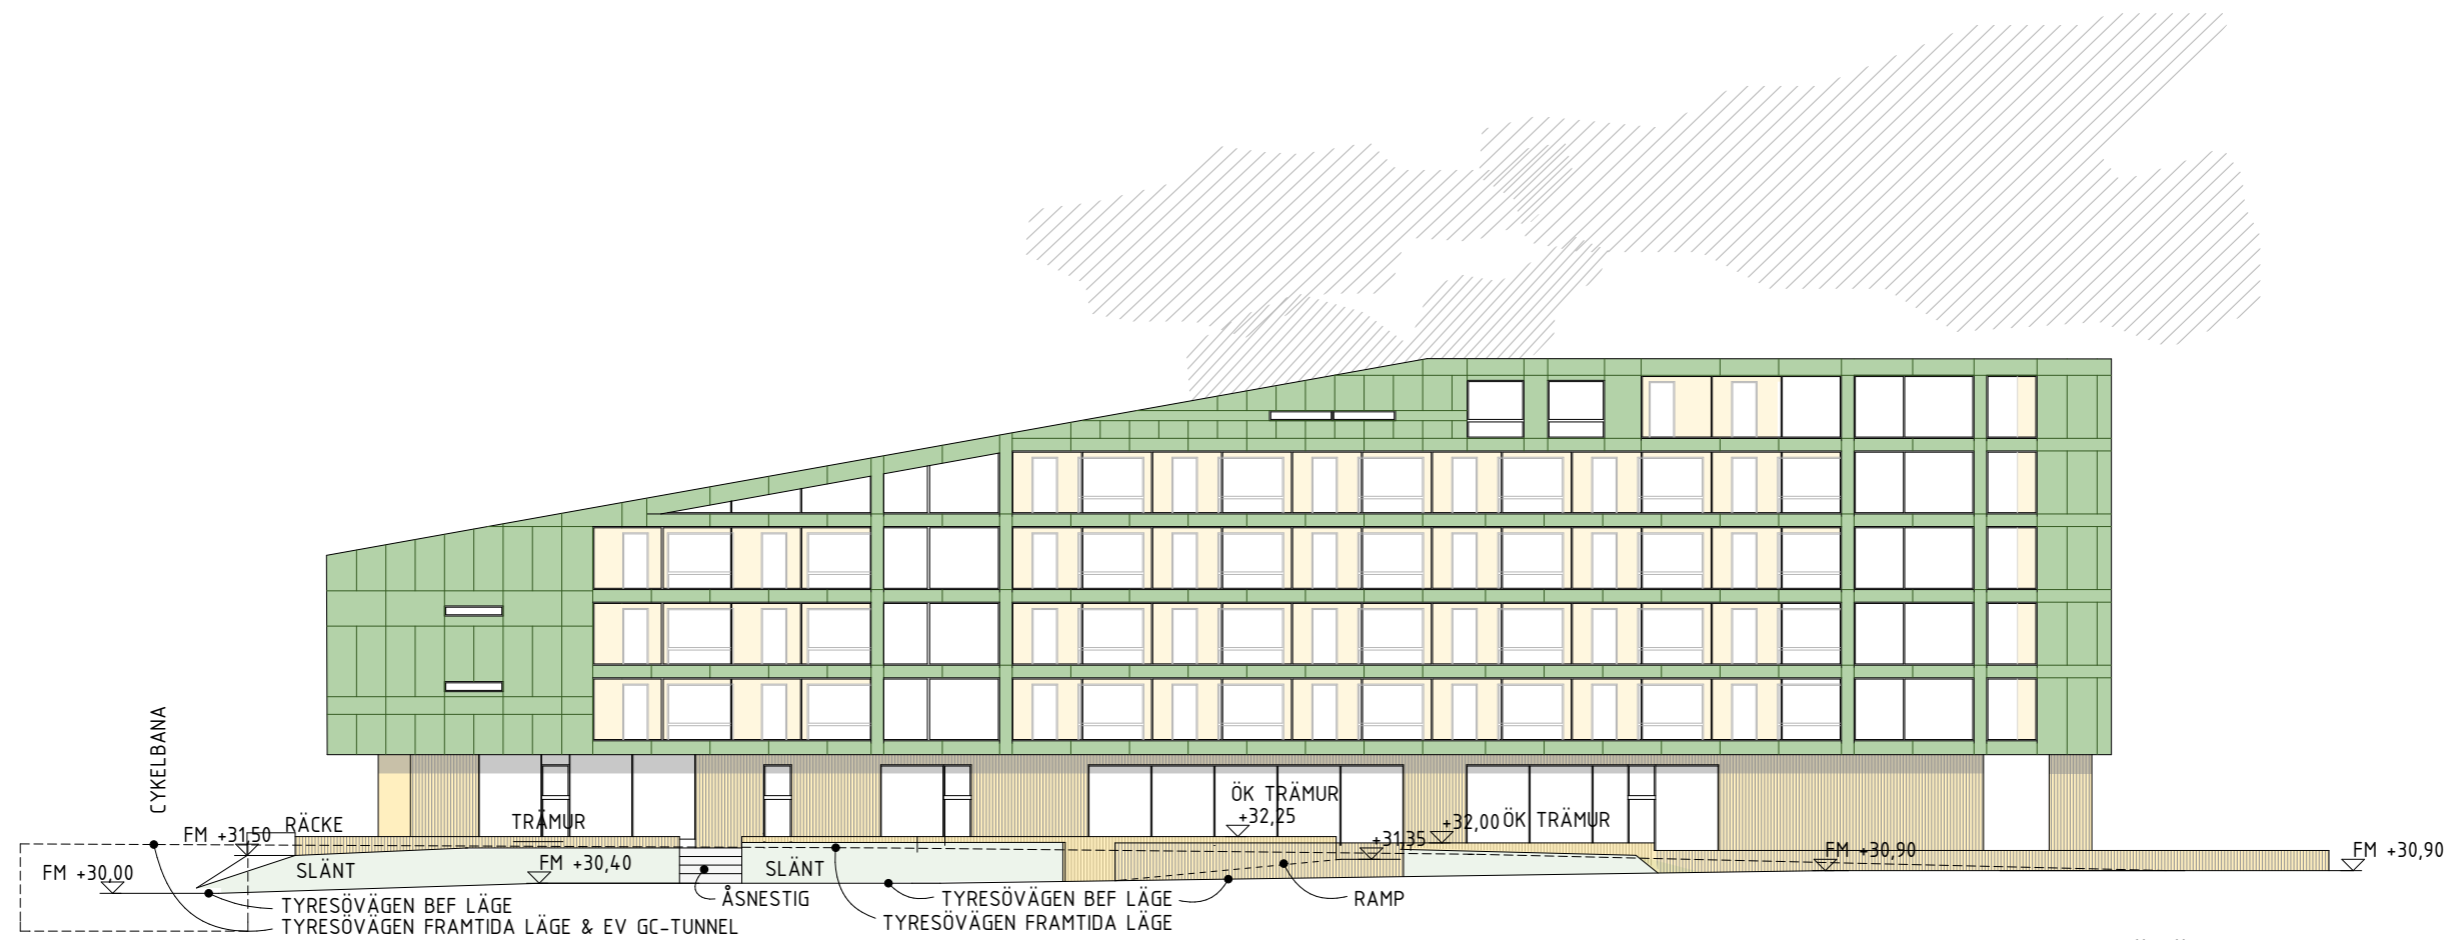 CYKELBANA
ÖK TRÄMUR
+32,25
+32,00
ÖK TRÄMUR
RÄCKE
TRÄMUR
FM +31,50
+31,35
FM +30,90
FM +30,90
FM +30,40
FM +30,00
SLÄNT
SLÄNT
ÅSNESTIG
TYRESÖVÄGEN BEF LÄGE
RAMP
TYRESÖVÄGEN BEF LÄGE
TYRESÖVÄGEN FRAMTIDA LÄGE
TYRESÖVÄGEN FRAMTIDA LÄGE & EV GC-TUNNEL